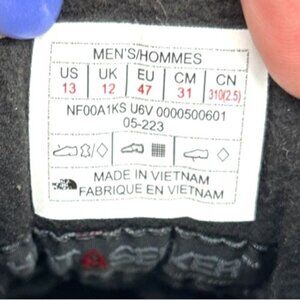 MEN'S/HOMMES
US UK EU CM CN
13 12 47 31 310(2.5)
NF00A1KS U6V 0000500601
05-223
MADE IN VIETNAM
FABRIQUE EN VIETNAM